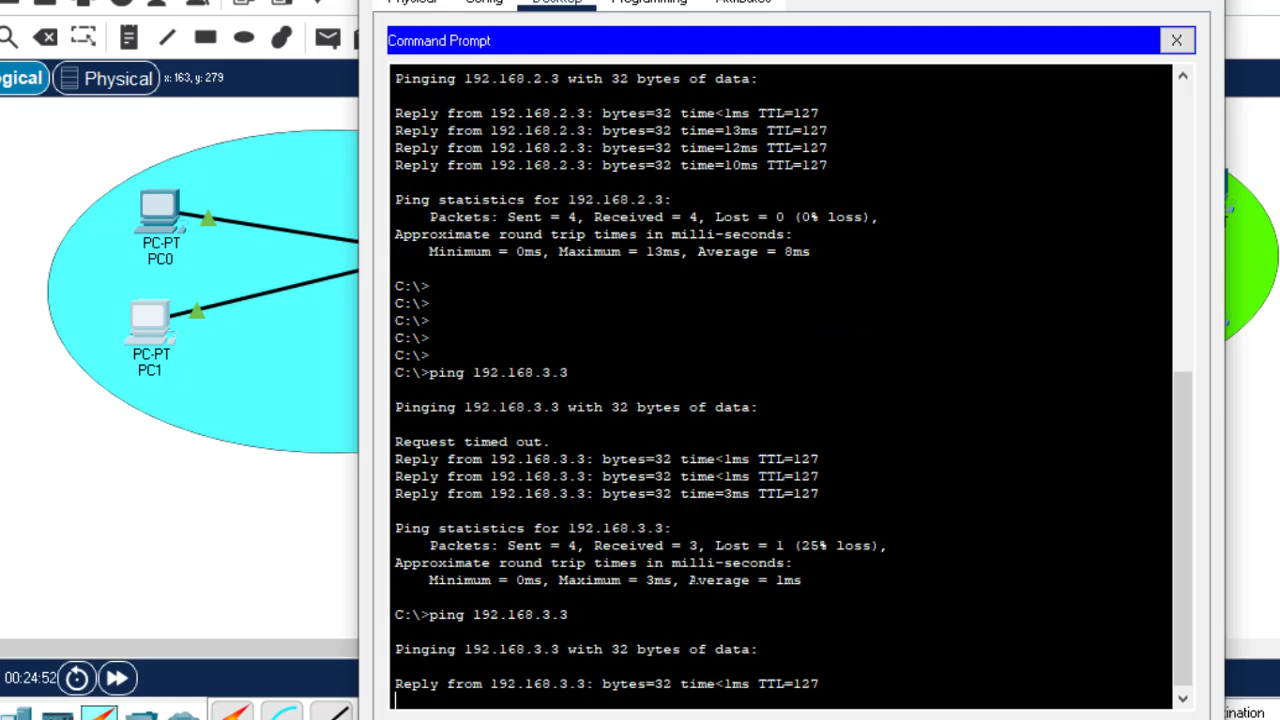 Physical
Config
Desktop
Programming
Attributes
Command Prompt
X
gical
Physical
x: 163, y: 279
Pinging 192.168.2.3 with 32 bytes of data:
Reply from 192.168.2.3: bytes=32 time<1ms TTL=127
Reply from 192.168.2.3: bytes=32 time=13ms TTL=127
Reply from 192.168.2.3: bytes=32 time=12ms TTL=127
Reply from 192.168.2.3: bytes=32 time=10ms TTL=127
Ping statistics for 192.168.2.3:
Packets: Sent = 4, Received = 4, Lost = 0 (0% loss),
Approximate round trip times in milli-seconds:
Minimum = 0ms, Maximum = 13ms, Average = 8ms
C:\>
C:\>
C:\>
C:\>
C:\>
C:\>ping 192.168.3.3
Pinging 192.168.3.3 with 32 bytes of data:
Request timed out.
Reply from 192.168.3.3: bytes=32 time<1ms TTL=127
Reply from 192.168.3.3: bytes=32 time<1ms TTL=127
Reply from 192.168.3.3: bytes=32 time=3ms TTL=127
Ping statistics for 192.168.3.3:
Packets: Sent = 4, Received = 3, Lost = 1 (25% loss),
Approximate round trip times in milli-seconds:
Minimum = 0ms, Maximum = 3ms, Average = 1ms
C:\>ping 192.168.3.3
Pinging 192.168.3.3 with 32 bytes of data:
Reply from 192.168.3.3: bytes=32 time<1ms TTL=127
PC-PT
PC0
PC-PT
PC1
00:24:52
ination